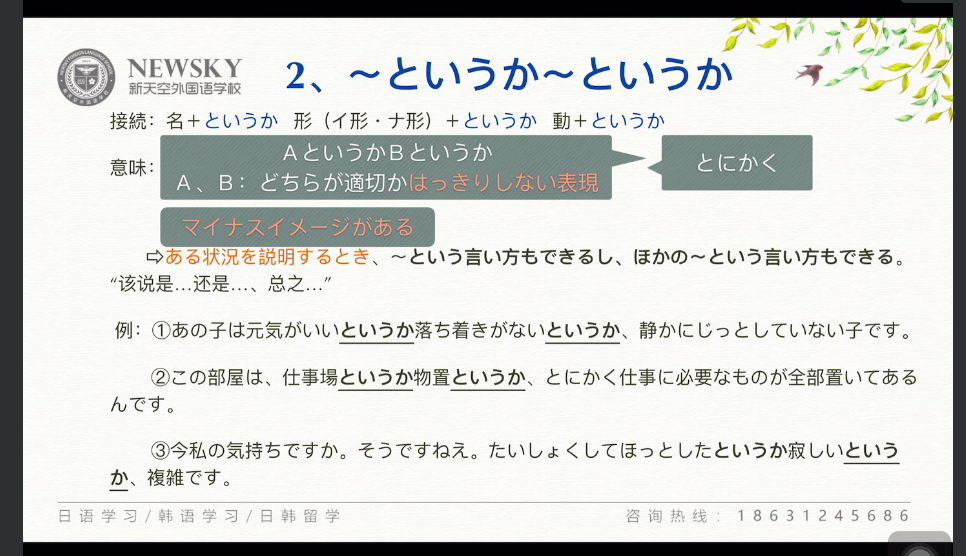 NEWSKY
新天空外国语学校
2、～というか～というか
接続：名＋というか　形（イ形・ナ形）＋というか　動＋というか
意味：
ＡというかＢというか
Ａ、Ｂ：どちらが適切かはっきりしない表現
とにかく
マイナスイメージがある
⇨ある状況を説明するとき、～という言い方もできるし、ほかの～という言い方もできる。
“该说是…还是…、总之…”
例：①あの子は元気がいいというか落ち着きがないというか、静かにじっとしていない子です。
②この部屋は、仕事場というか物置というか、とにかく仕事に必要なものが全部置いてある
んです。
③今私の気持ちですか。そうですねえ。たいしょくしてほっとしたというか寂しいという
か、複雑です。
日语学习/韩语学习/日韩留学
咨询热线：18631245686